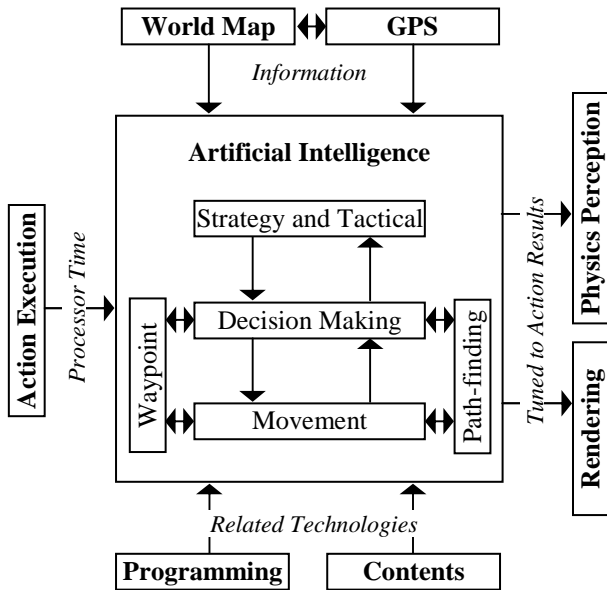 World Map
GPS
Information
Artificial Intelligence
Strategy and Tactical
Decision Making
Movement
Waypoint
Path-finding
Action Execution
Processor Time
Tuned to Action Results
Physics Perception
Rendering
Related Technologies
Programming
Contents